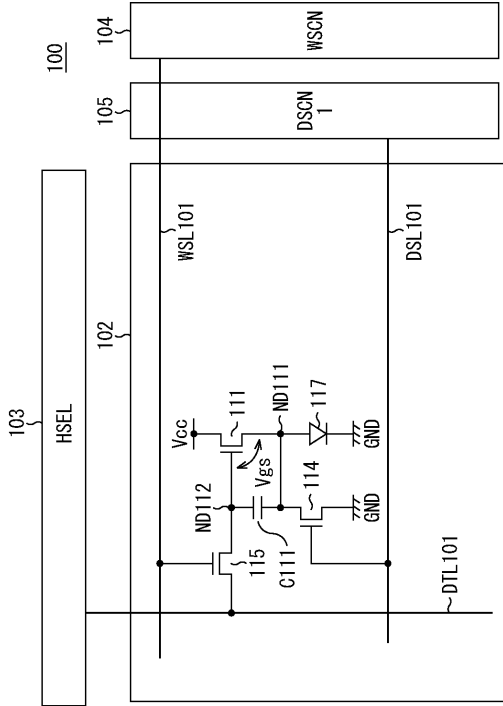 100
103
HSEL
102
105
DSCN
1
104
WSCN
WSL101
DSL101
Vcc
ND112
111
Vgs
ND111
115
C111
114
117
GND
GND
DTL101